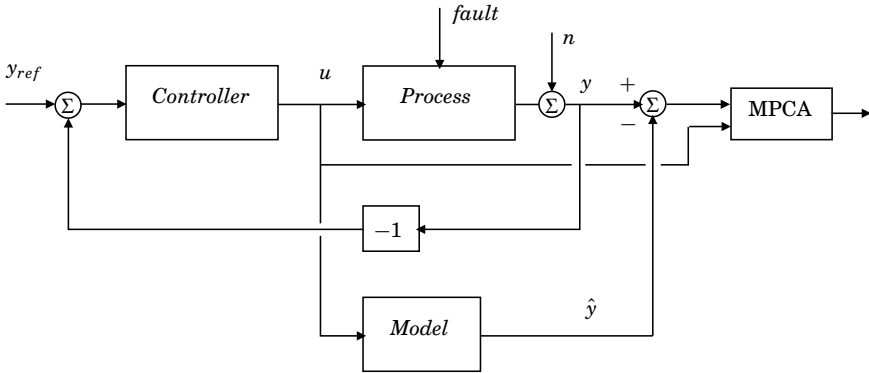 fault
n
y_ref
u
y
+
Σ
Controller
Process
Σ
Σ
MPCA
−
−1
Model
ŷ